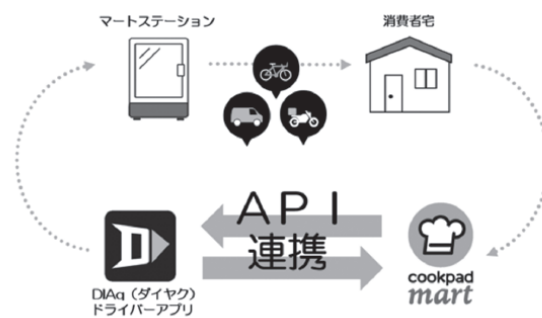 マートステーション
消費者宅
API
連携
DIAq（ダイヤク）
ドライバーアプリ
cookpad
mart